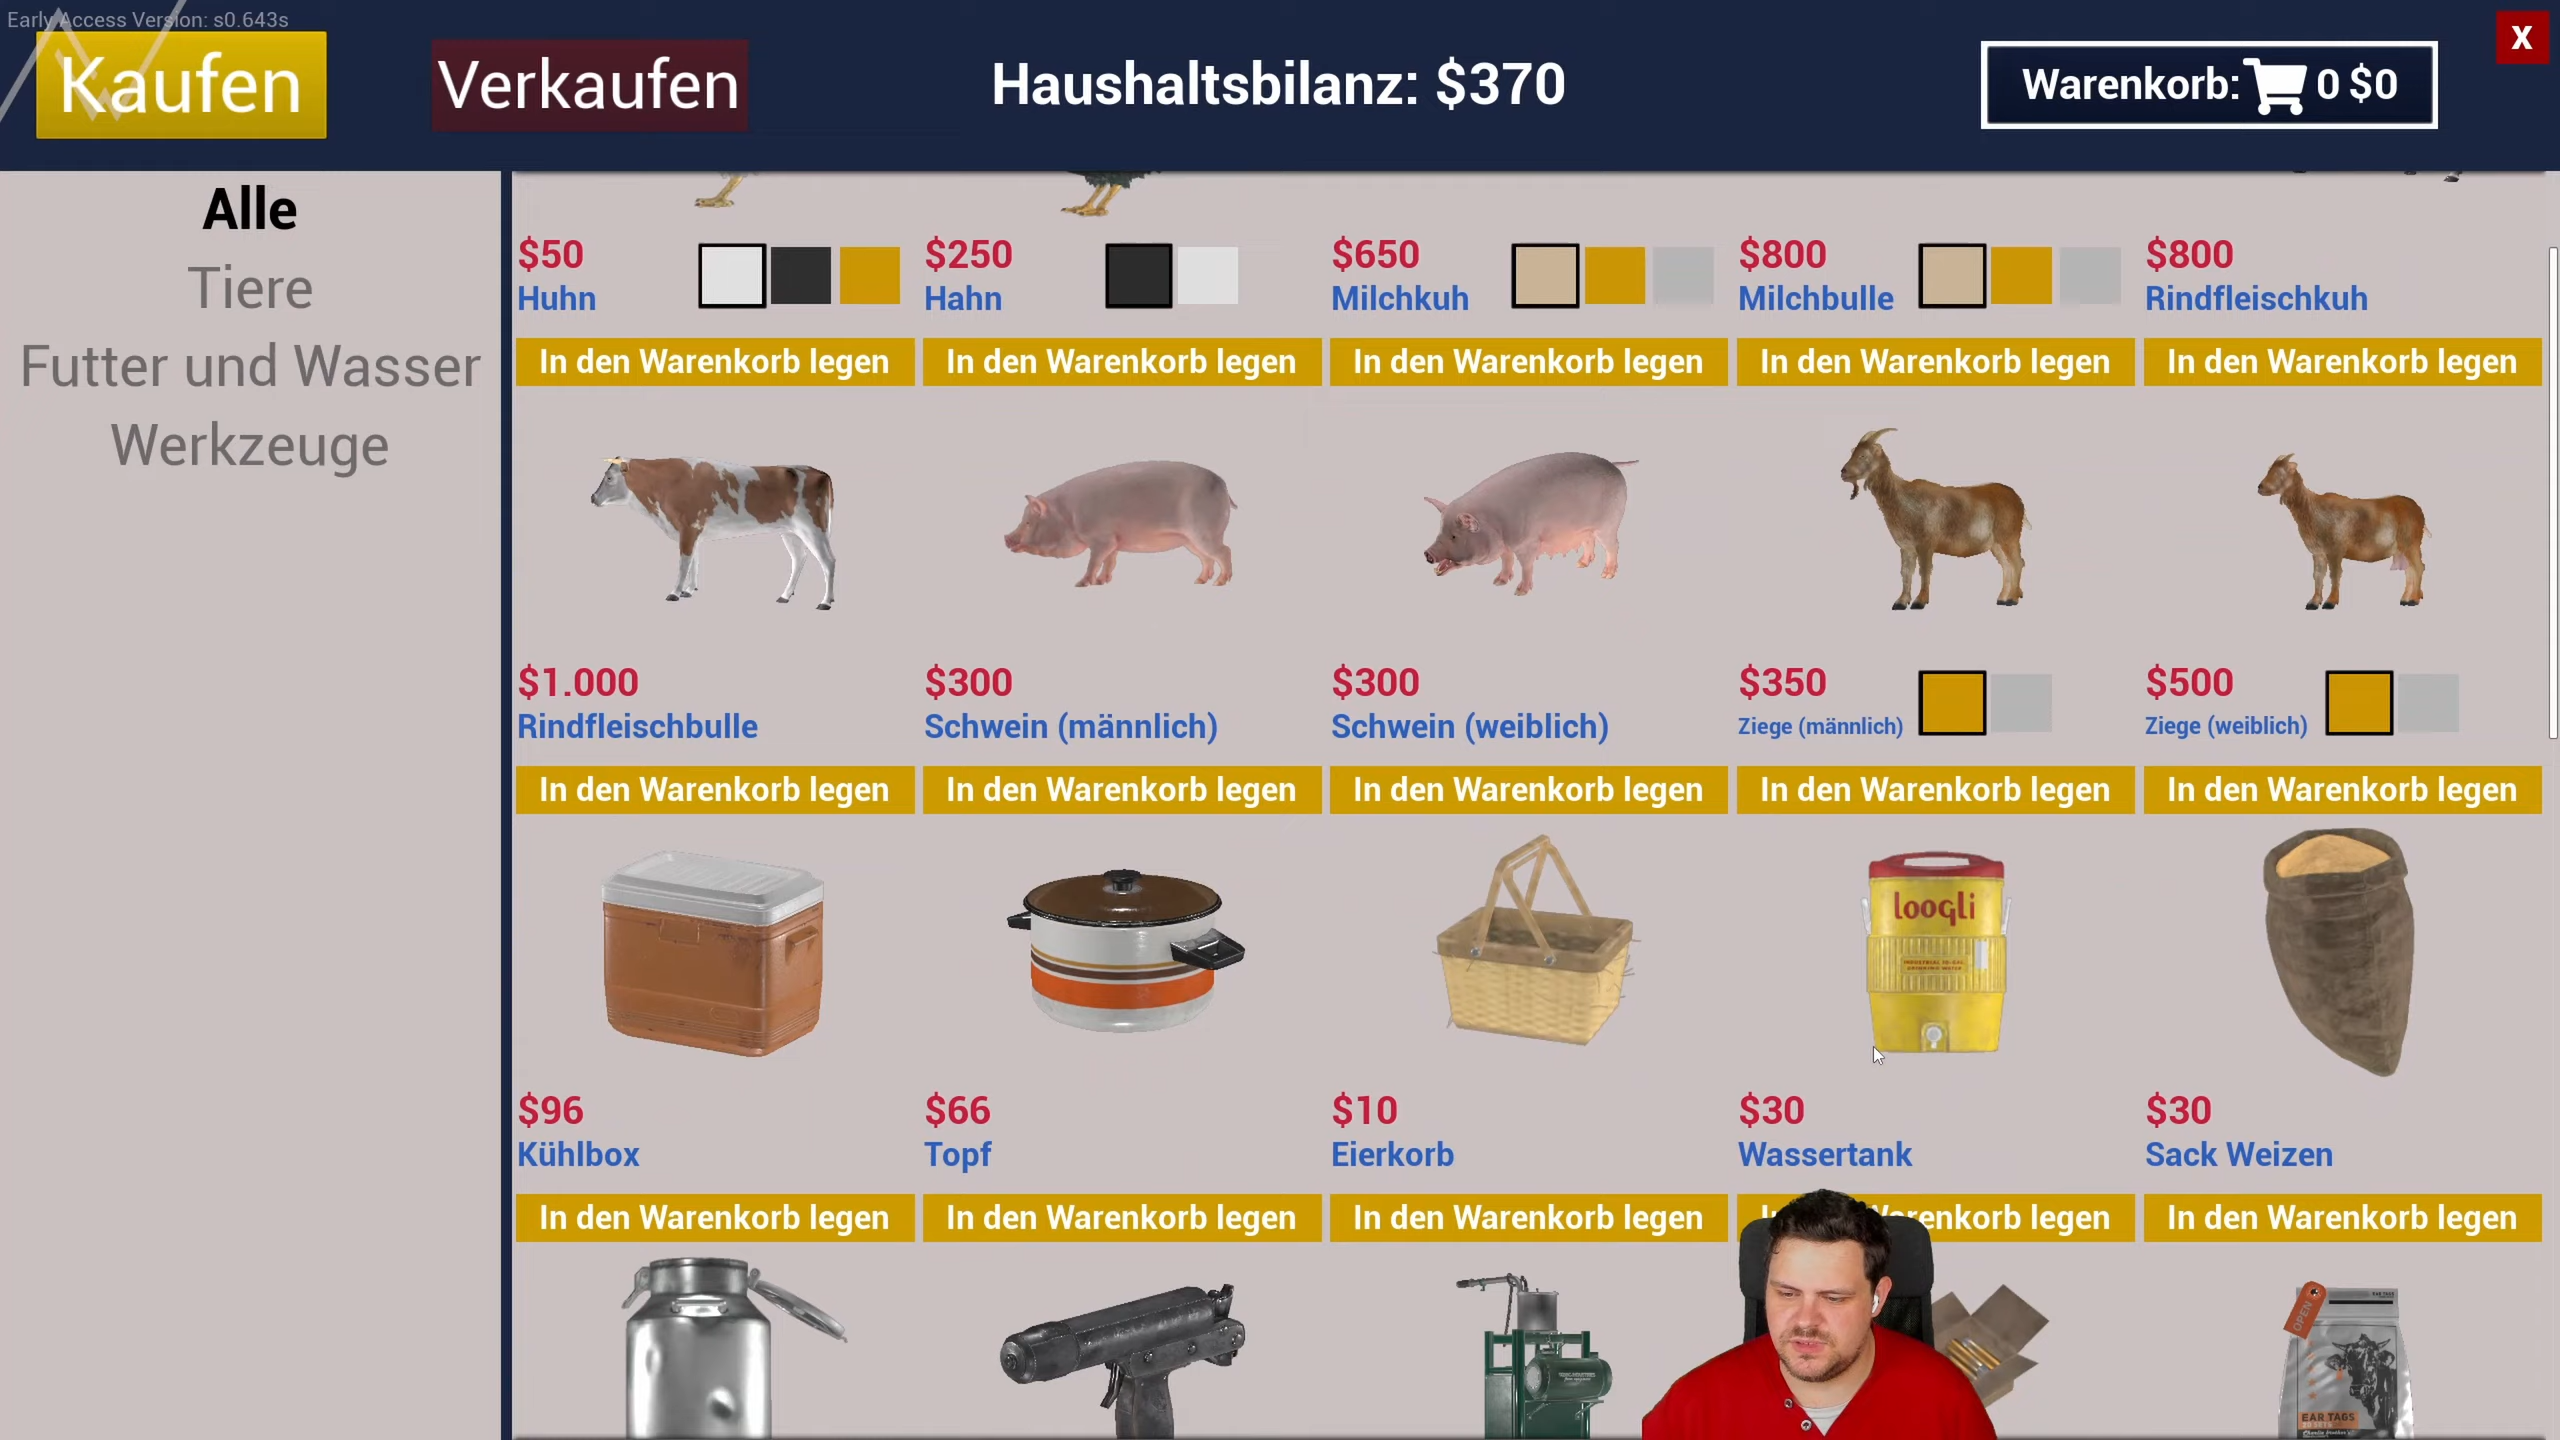 Early Access Version: s0.643s
Kaufen
Verkaufen
Haushaltsbilanz: $370
Warenkorb: 0 $0
X
Alle
Tiere
Futter und Wasser
Werkzeuge
$50
Huhn
$250
Hahn
$650
Milchkuh
$800
Milchbulle
$800
Rindfleischkuh
In den Warenkorb legen
In den Warenkorb legen
In den Warenkorb legen
In den Warenkorb legen
In den Warenkorb legen
$1.000
Rindfleischbulle
$300
Schwein (männlich)
$300
Schwein (weiblich)
$350
Ziege (männlich)
$500
Ziege (weiblich)
In den Warenkorb legen
In den Warenkorb legen
In den Warenkorb legen
In den Warenkorb legen
In den Warenkorb legen
loogli
$96
Kühlbox
$66
Topf
$10
Eierkorb
$30
Wassertank
$30
Sack Weizen
In den Warenkorb legen
In den Warenkorb legen
In den Warenkorb legen
legen
In den Warenkorb legen
OPEN
EAR TAGS